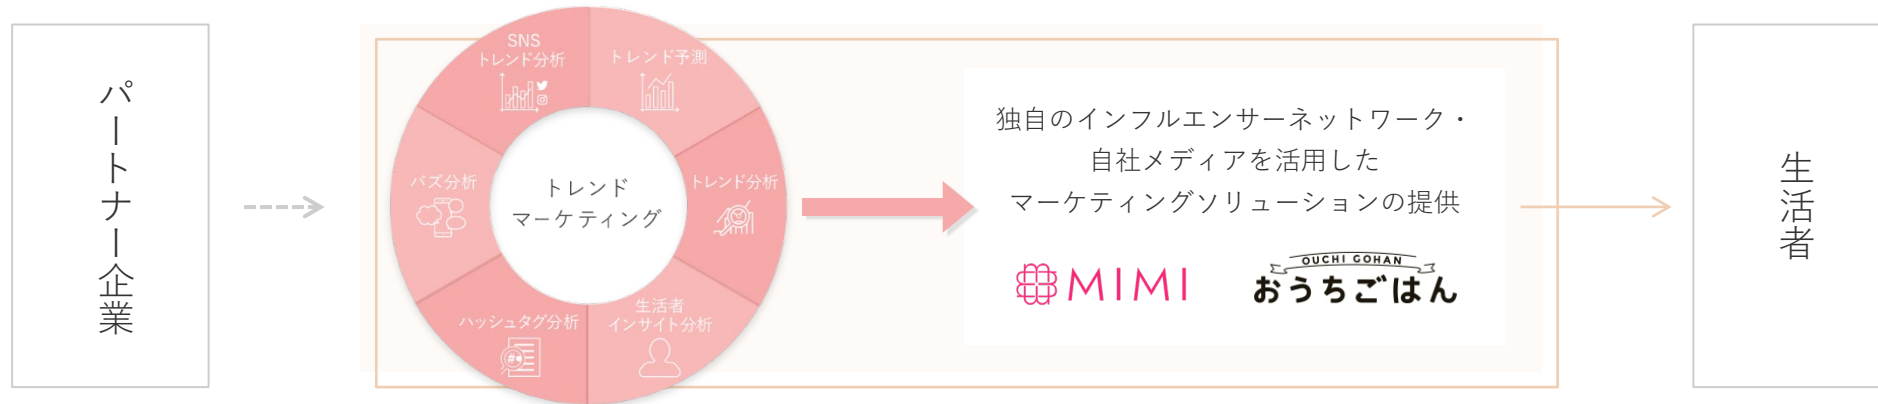 パートナー企業
SNS
トレンド分析
トレンド予測
バズ分析
トレンド
マーケティング
トレンド分析
ハッシュタグ分析
#
生活者
インサイト分析
独自のインフルエンサーネットワーク・
自社メディアを活用した
マーケティングソリューションの提供
MIMI
OUCHI GOHAN
おうちごはん
生活者